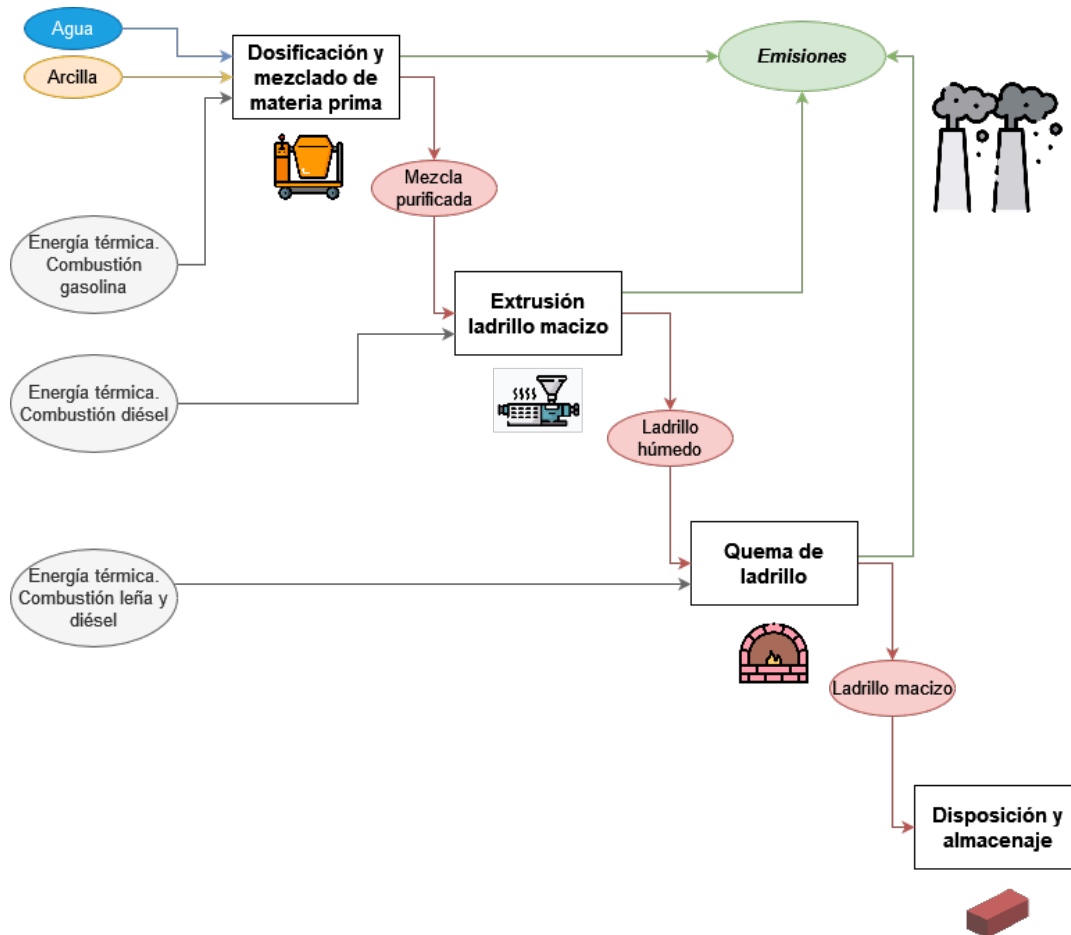 Agua
Arcilla
Dosificación y
mezclado de
materia prima
Emisiones
Mezcla
purificada
Energía térmica.
Combustión
gasolina
Extrusión
ladrillo macizo
Energía térmica.
Combustión diésel
Ladrillo
húmedo
Quema de
ladrillo
Energía térmica.
Combustión leña y
diésel
Ladrillo macizo
Disposición y
almacenaje